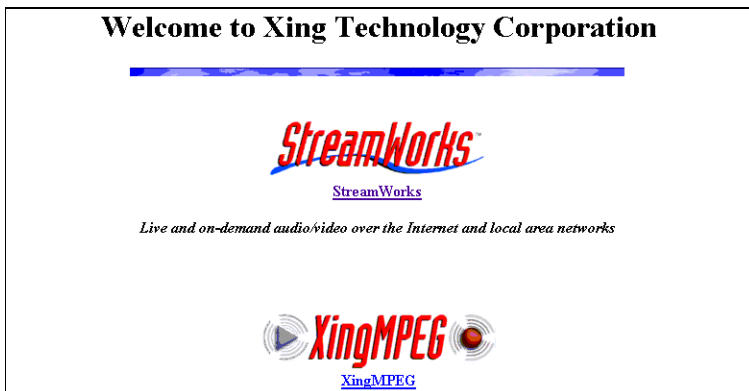 Welcome to Xing Technology Corporation
StreamWorks™
StreamWorks
Live and on-demand audio/video over the Internet and local area networks
XingMPEG
XingMPEG